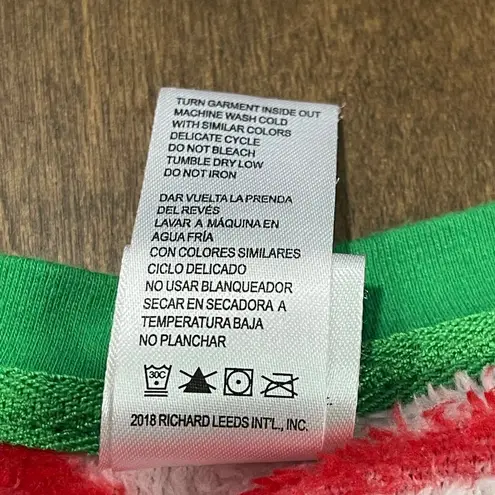 TURN GARMENT INSIDE OUT
MACHINE WASH COLD
WITH SIMILAR COLORS
DELICATE CYCLE
DO NOT BLEACH
TUMBLE DRY LOW
DO NOT IRON
DAR VUELTA LA PRENDA
DEL REVÉS
LAVAR A MÁQUINA EN
AGUA FRÍA
CON COLORES SIMILARES
CICLO DELICADO
NO USAR BLANQUEADOR
SECAR EN SECADORA A
TEMPERATURA BAJA
NO PLANCHAR
30C
2018 RICHARD LEEDS INT'L., INC.